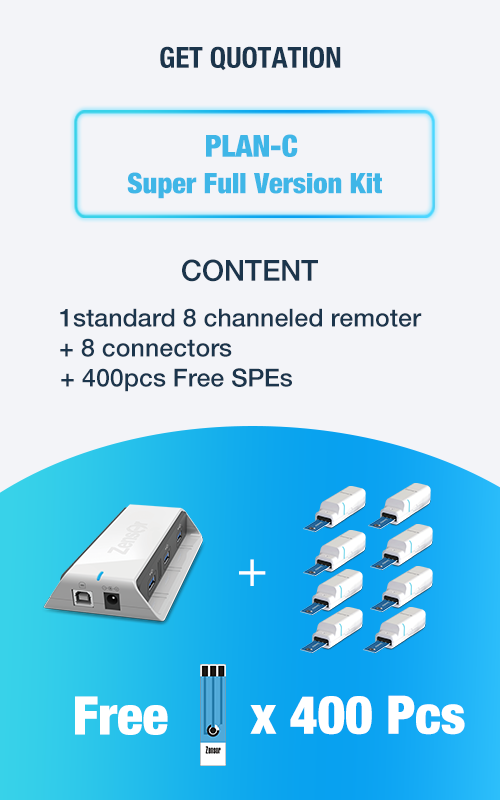 GET QUOTATION
PLAN-C
Super Full Version Kit
CONTENT
1standard 8 channeled remoter
+ 8 connectors
+ 400pcs Free SPEs
+
Free x 400 Pcs
Zensor